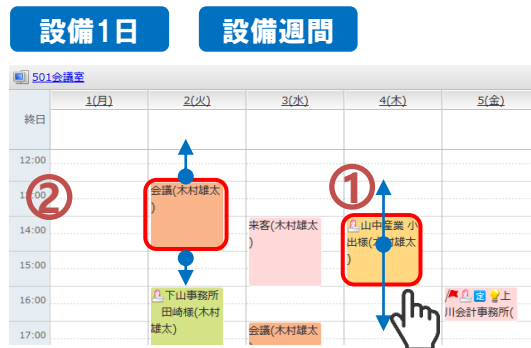 設備1日
設備週間
501会議室
1(月) 2(火) 3(水) 4(木) 5(金)
終日
12:00
②
会議(木村雄太
)
①
14:00
来客(木村雄太
)
山中産業 小
出様(木村雄太
)
15:00
16:00
下山事務所
田崎様(木村
雄太)
定 上
川会計事務所(
17:00
会議(木村雄太